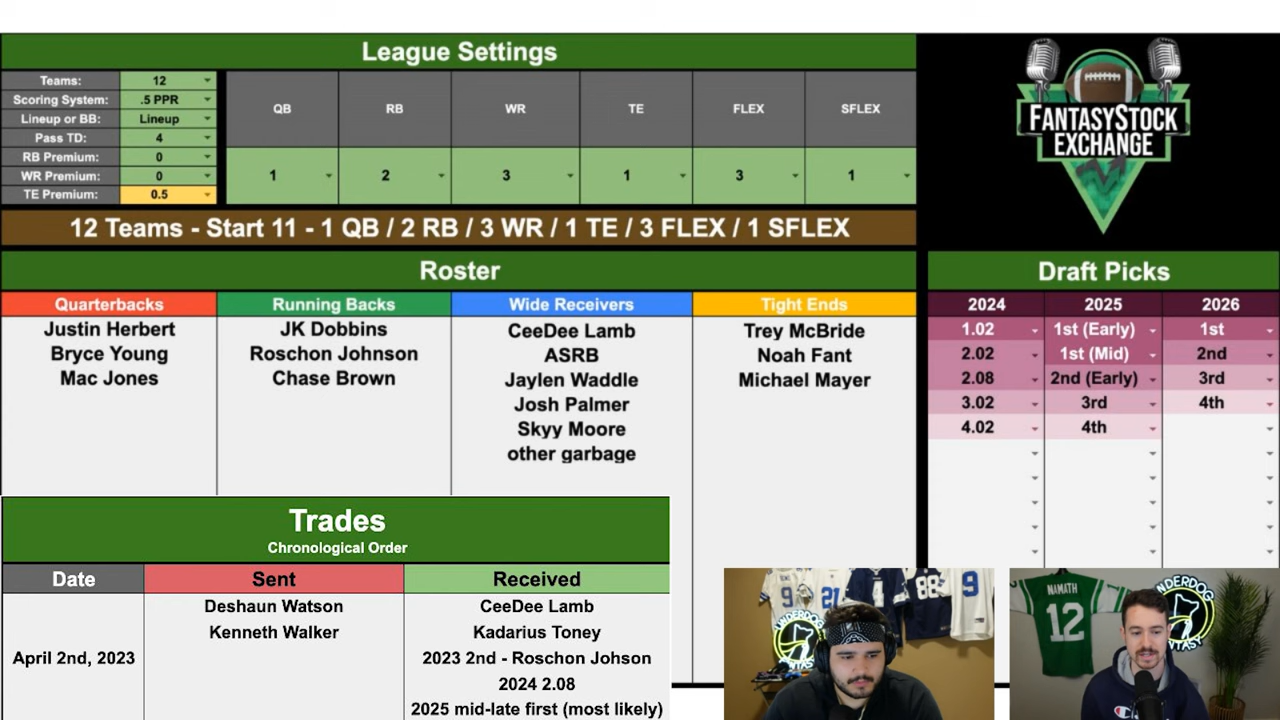 League Settings
Teams: 12
Scoring System: .5 PPR
Lineup or BB: Lineup
Pass TD: 4
RB Premium: 0
WR Premium: 0
TE Premium: 0.5
QB RB WR TE FLEX SFLEX
1 2 3 1 3 1
12 Teams - Start 11 - 1 QB / 2 RB / 3 WR / 1 TE / 3 FLEX / 1 SFLEX
FANTASYSTOCK
EXCHANGE
Roster
Quarterbacks Running Backs Wide Receivers Tight Ends
Justin Herbert JK Dobbins CeeDee Lamb Trey McBride
Bryce Young Roschon Johnson ASRB Noah Fant
Mac Jones Chase Brown Jaylen Waddle Michael Mayer
Josh Palmer
Skyy Moore
other garbage
Draft Picks
2024 2025 2026
1.02 1st (Early) 1st
2.02 1st (Mid) 2nd
2.08 2nd (Early) 3rd
3.02 3rd 4th
4.02 4th
Trades
Chronological Order
Date Sent Received
Deshaun Watson CeeDee Lamb
Kenneth Walker Kadarius Toney
April 2nd, 2023 2023 2nd - Roschon Johson
2024 2.08
2025 mid-late first (most likely)
9 21 4 88 9
NAMATH
12